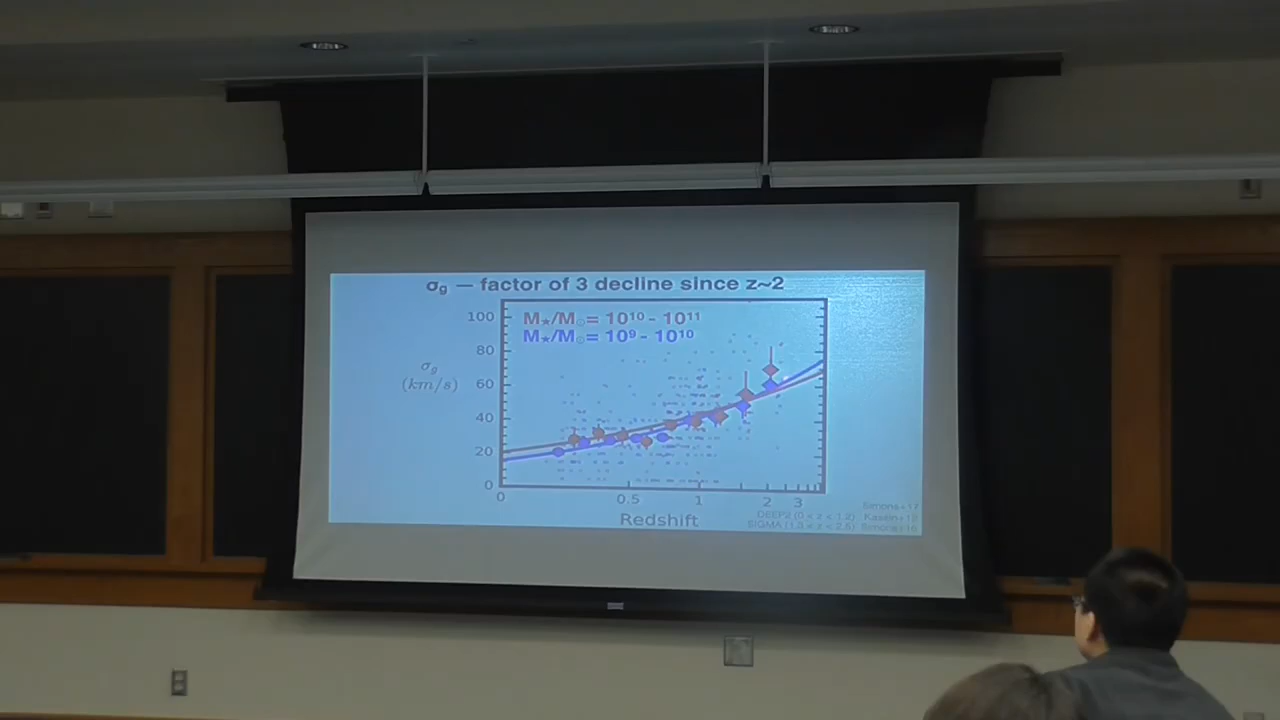 σg — factor of 3 decline since z~2
M★/M☉= 10¹⁰ - 10¹¹
M★/M☉= 10⁹ - 10¹⁰
σg
(km/s)
100
80
60
40
20
0
0 0.5 1 2 3
Redshift
Simons+17
DEEP2 (0 < z < 1.2) Kassin+12
SIGMA (1.3 < z < 2.5) Simons+16